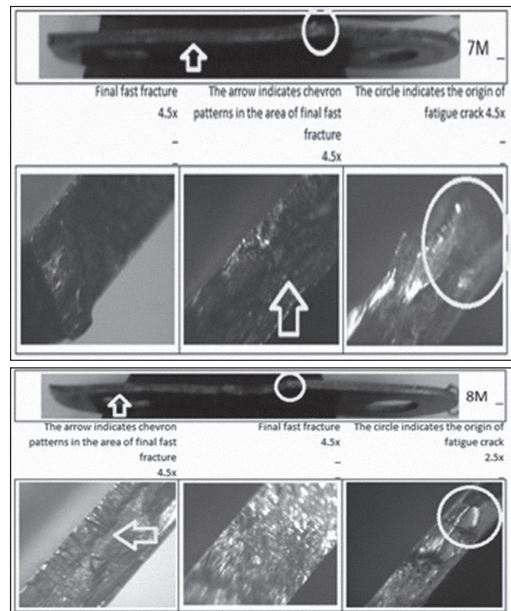 7M _
Final fast fracture
4.5x
_
_
The arrow indicates chevron
patterns in the area of final fast
fracture
4.5x
The circle indicates the origin of
fatigue crack 4.5x
_
_
8M _
The arrow indicates chevron
patterns in the area of final fast
fracture
4.5x
Final fast fracture
4.5x
_
_
The circle indicates the origin of
fatigue crack
2.5x
_